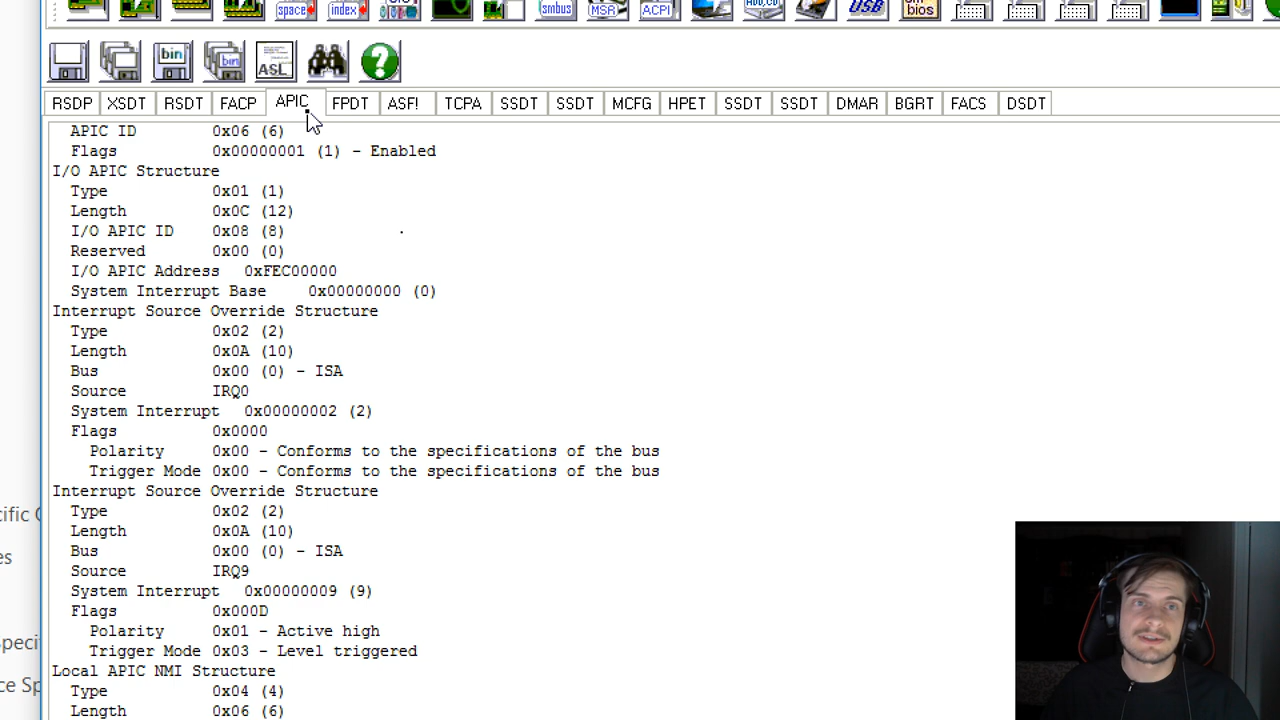 space index smbus MSR ACPI USB Sm bios
bin bin ASL
RSDP XSDT RSDT FACP APIC FPDT ASF! TCPA SSDT SSDT MCFG HPET SSDT SSDT DMAR BGRT FACS DSDT
APIC ID 0x06 (6)
Flags 0x00000001 (1) - Enabled
I/O APIC Structure
Type 0x01 (1)
Length 0x0C (12)
I/O APIC ID 0x08 (8)
Reserved 0x00 (0)
I/O APIC Address 0xFEC00000
System Interrupt Base 0x00000000 (0)
Interrupt Source Override Structure
Type 0x02 (2)
Length 0x0A (10)
Bus 0x00 (0) - ISA
Source IRQ0
System Interrupt 0x00000002 (2)
Flags 0x0000
Polarity 0x00 - Conforms to the specifications of the bus
Trigger Mode 0x00 - Conforms to the specifications of the bus
Interrupt Source Override Structure
Type 0x02 (2)
Length 0x0A (10)
Bus 0x00 (0) - ISA
Source IRQ9
System Interrupt 0x00000009 (9)
Flags 0x000D
Polarity 0x01 - Active high
Trigger Mode 0x03 - Level triggered
Local APIC NMI Structure
Type 0x04 (4)
Length 0x06 (6)